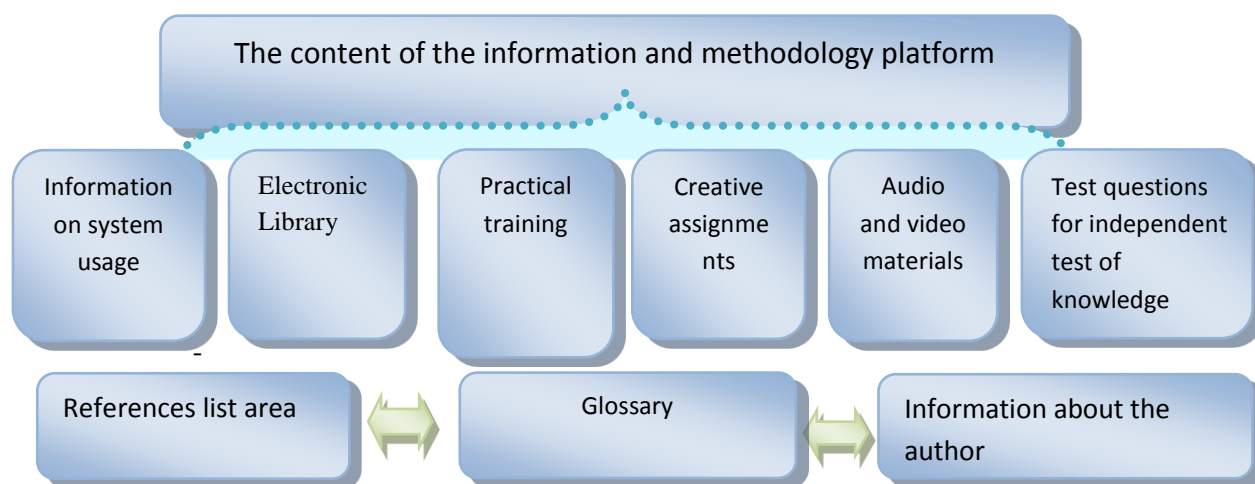 The content of the information and methodology platform
Information
on system
usage
Electronic
Library
Practical
training
Creative
assignme
nts
Audio
and video
materials
Test questions
for independent
test of
knowledge
-
References list area
Glossary
Information about the
author